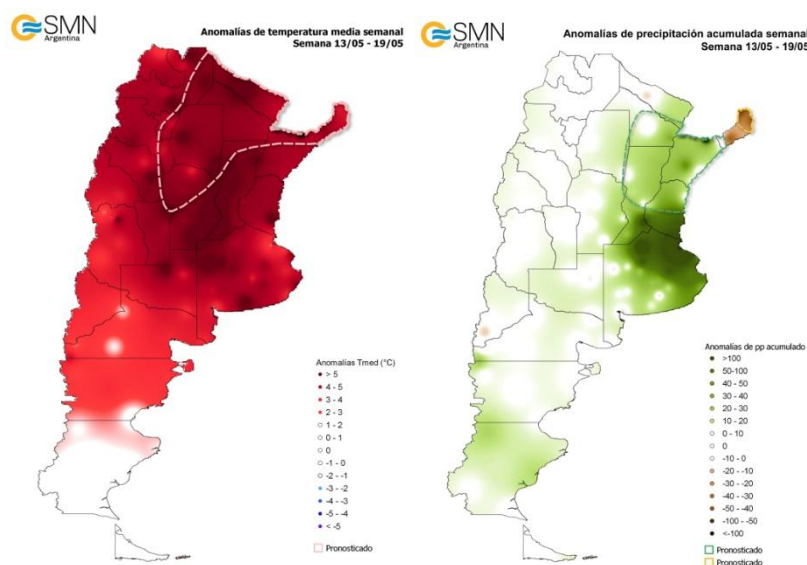 SMN
Argentina
Anomalías de temperatura media semanal
Semana 13/05 - 19/05
Anomalías Tmed (°C)
> 5
4 - 5
3 - 4
2 - 3
1 - 2
0 - 1
0
-1 - 0
-2 - -1
-3 - -2
-4 - -3
-5 - -4
< -5
Pronosticado
SMN
Argentina
Anomalías de precipitación acumulada semanal
Semana 13/05 - 19/05
Anomalías de pp acumulado
>100
50-100
40 - 50
30 - 40
20 - 30
10 - 20
0 - 10
0
-10 - 0
-20 - -10
-30 - -20
-40 - -30
-50 - -40
-100 - -50
<-100
Pronosticado
Pronosticado